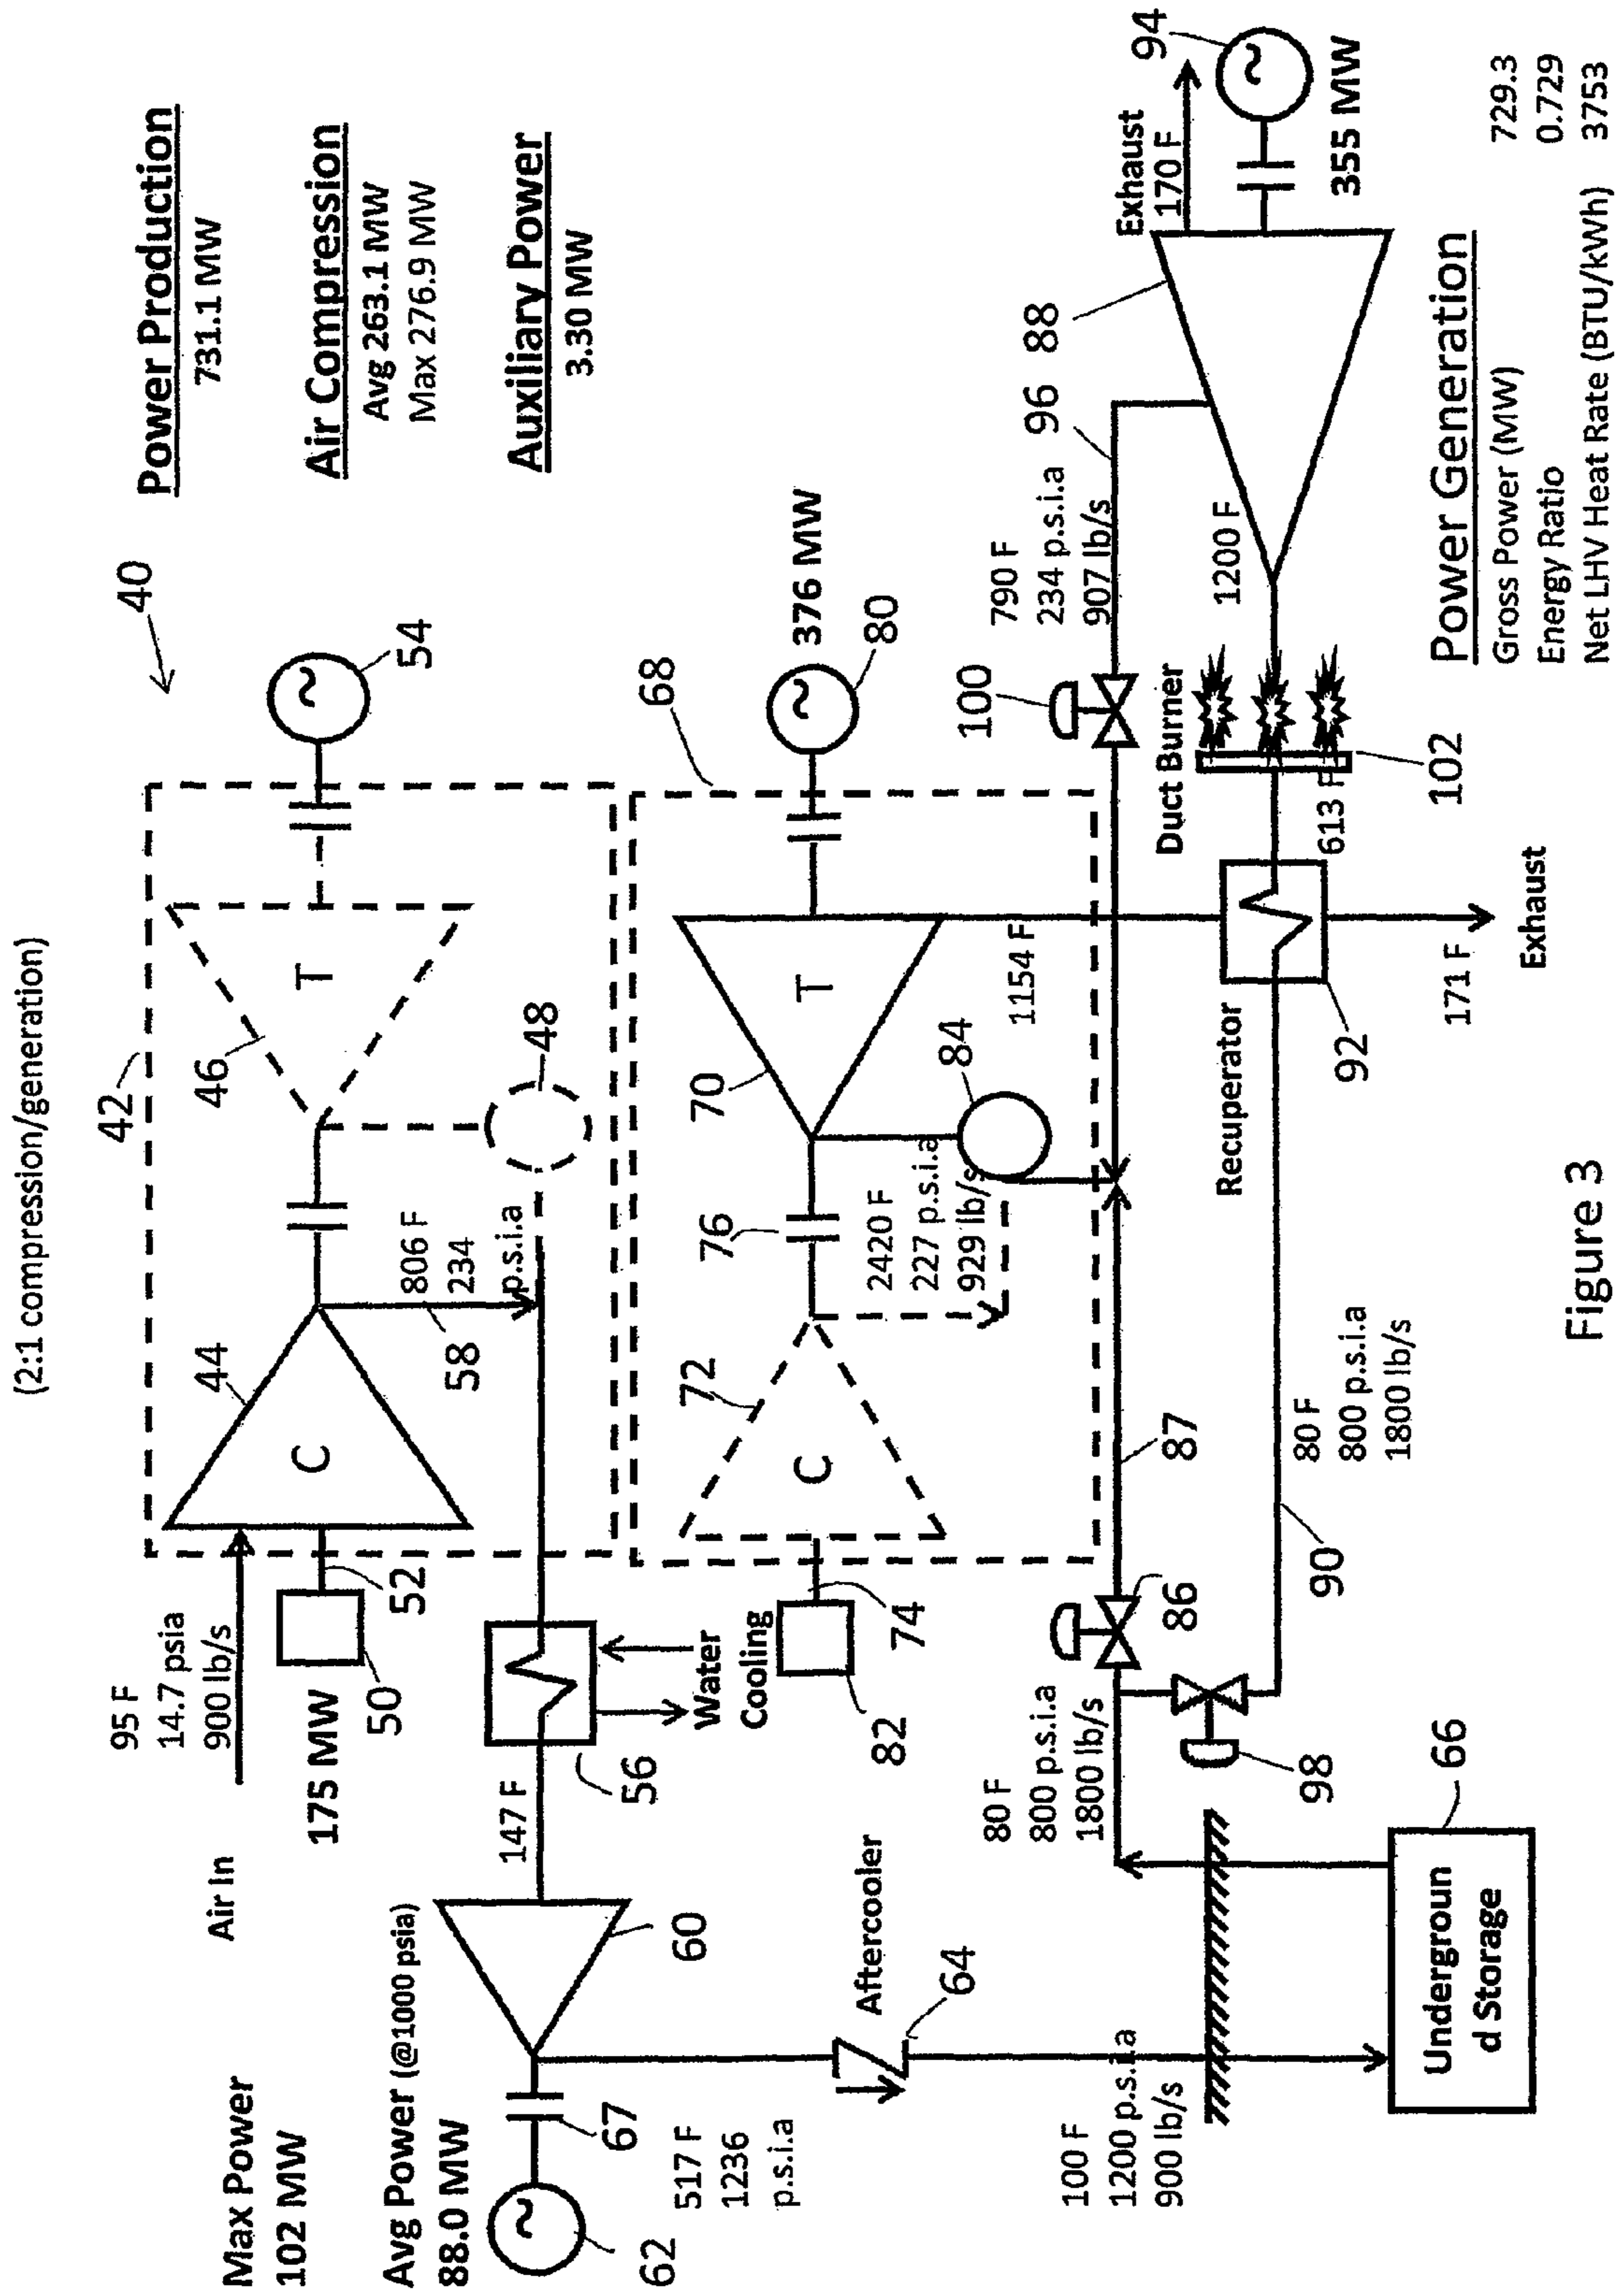 (2:1 compression/generation)
40
Power Production
731.1 MW
Air Compression
Avg 263.1 MW
Max 276.9 MW
Auxiliary Power
3.30 MW
Max Power
102 MW
Avg Power (@1000 psia)
88.0 MW
62
67
60
517 F
1236
p.s.i.a
Aftercooler
64
100 F
1200 p.s.i.a
900 lb/s
Air In
95 F
14.7 psia
900 lb/s
175 MW
50
52
42
44
C
46
T
48
54
58
806 F
234
p.s.i.a
147 F
56
Water
Cooling
82
74
72
C
76
70
T
68
376 MW
80
84
2420 F
227 p.s.i.a
929 lb/s
1154 F
80 F
800 p.s.i.a
1800 lb/s
86
87
98
90
80 F
800 p.s.i.a
1800 lb/s
66
Undergroun
d Storage
Recuperator
92
171 F
Exhaust
100
790 F
234 p.s.i.a
907 lb/s
96
88
Duct Burner
613 F
102
1200 F
Exhaust
170 F
94
355 MW
Power Generation
Gross Power (MW) 729.3
Energy Ratio 0.729
Net LHV Heat Rate (BTU/kWh) 3753
Figure 3